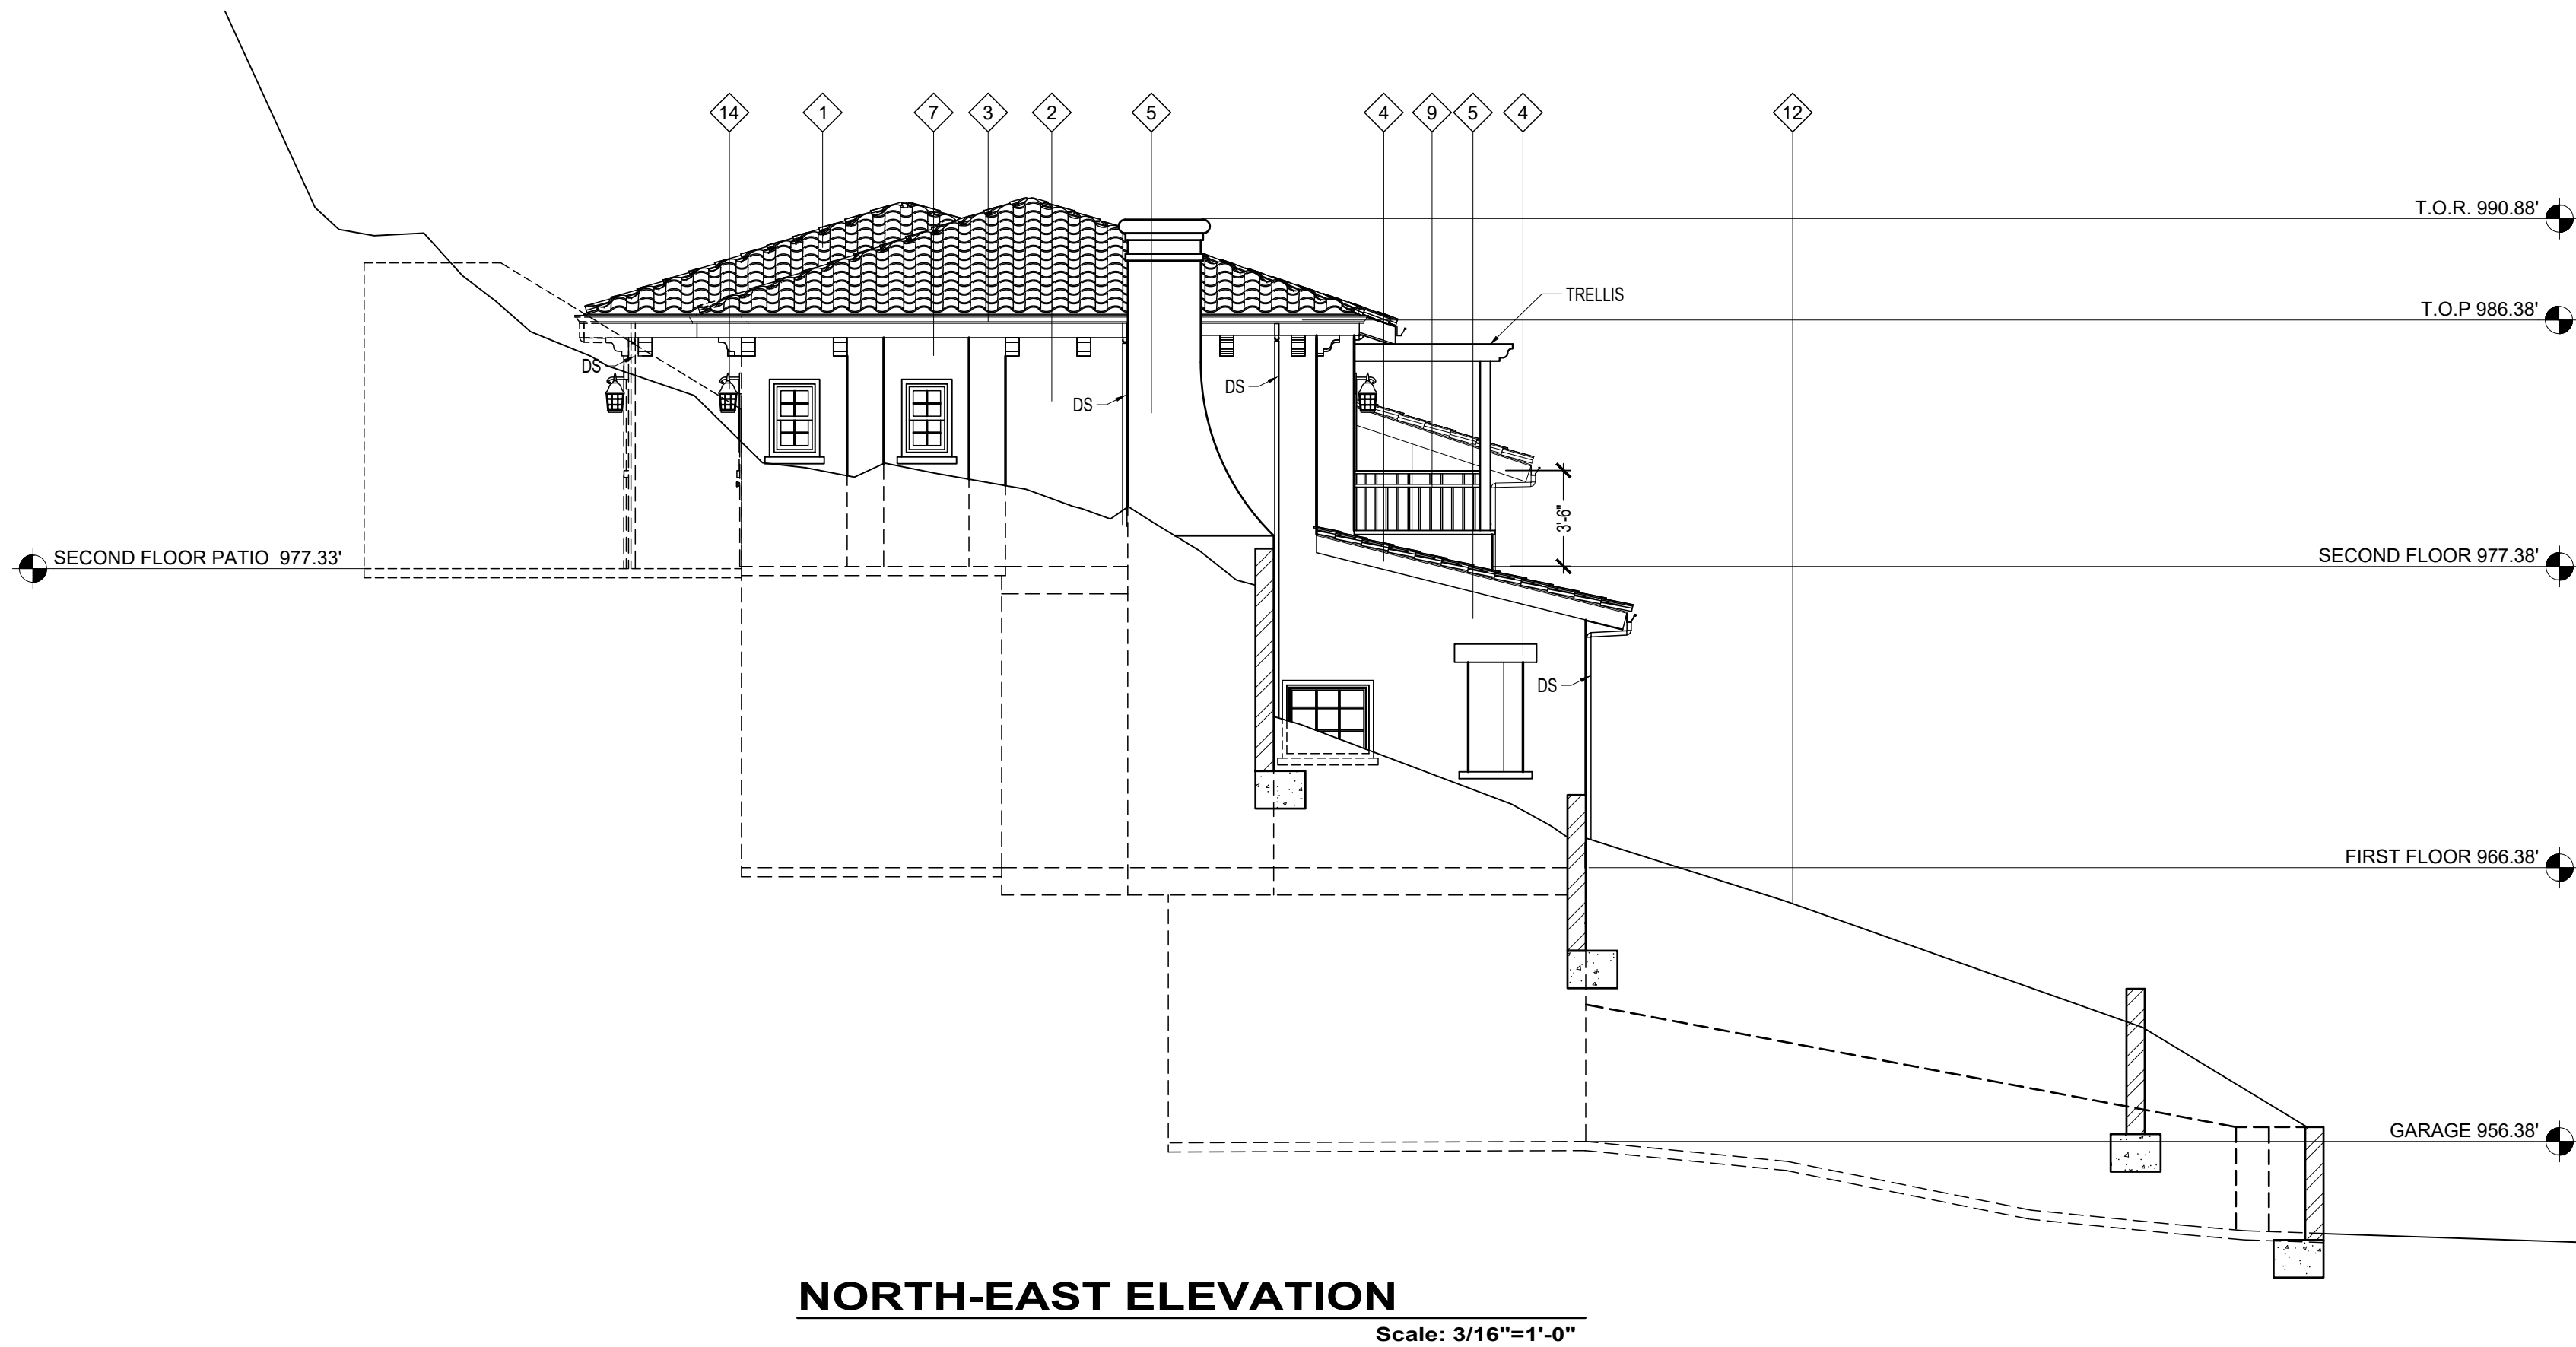 14 1 7 3 2 5 4 9 5 4 12
T.O.R. 990.88'
TRELLIS
T.O.P 986.38'
DS
DS
DS
3'-6"
SECOND FLOOR PATIO 977.33'
SECOND FLOOR 977.38'
DS
FIRST FLOOR 966.38'
GARAGE 956.38'
NORTH-EAST ELEVATION
Scale: 3/16"=1'-0"